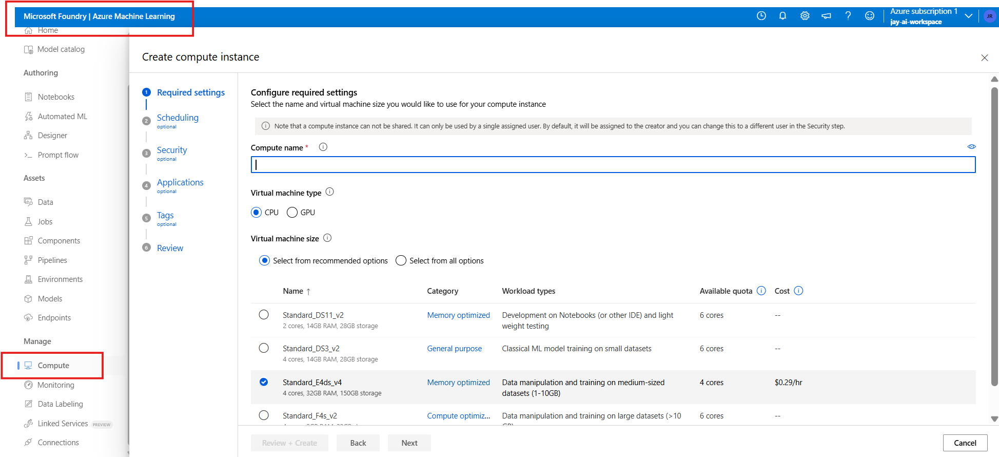 Microsoft Foundry | Azure Machine Learning
Azure subscription 1
jay-ai-workspace
JR
Home
Model catalog
Authoring
Notebooks
Automated ML
Designer
Prompt flow
Assets
Data
Jobs
Components
Pipelines
Environments
Models
Endpoints
Manage
Compute
Monitoring
Data Labeling
Linked Services PREVIEW
Connections
Create compute instance
1 Required settings
2 Scheduling
optional
3 Security
optional
4 Applications
optional
5 Tags
optional
6 Review
Configure required settings
Select the name and virtual machine size you would like to use for your compute instance
Note that a compute instance can not be shared. It can only be used by a single assigned user. By default, it will be assigned to the creator and you can change this to a different user in the Security step.
Compute name *
Virtual machine type
CPU GPU
Virtual machine size
Select from recommended options Select from all options
Name ↑ Category Workload types Available quota Cost
Standard_DS11_v2 Memory optimized Development on Notebooks (or other IDE) and light 6 cores --
2 cores, 14GB RAM, 28GB storage weight testing
Standard_DS3_v2 General purpose Classical ML model training on small datasets 6 cores --
4 cores, 14GB RAM, 28GB storage
Standard_E4ds_v4 Memory optimized Data manipulation and training on medium-sized 4 cores $0.29/hr
4 cores, 32GB RAM, 150GB storage datasets (1-10GB)
Standard_F4s_v2 Compute optimiz... Data manipulation and training on large datasets (>10 6 cores --
Review + Create Back Next Cancel